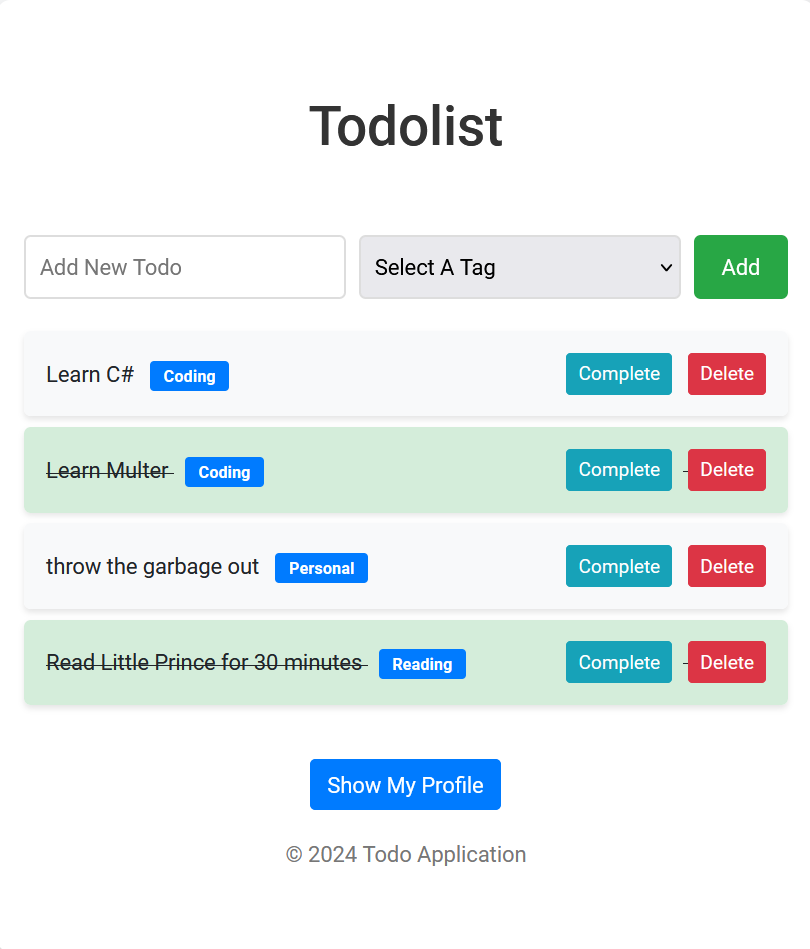 Todolist
Add New Todo Select A Tag Add
Learn C# Coding Complete Delete
Learn Multer Coding Complete Delete
throw the garbage out Personal Complete Delete
Read Little Prince for 30 minutes Reading Complete Delete
Show My Profile
© 2024 Todo Application